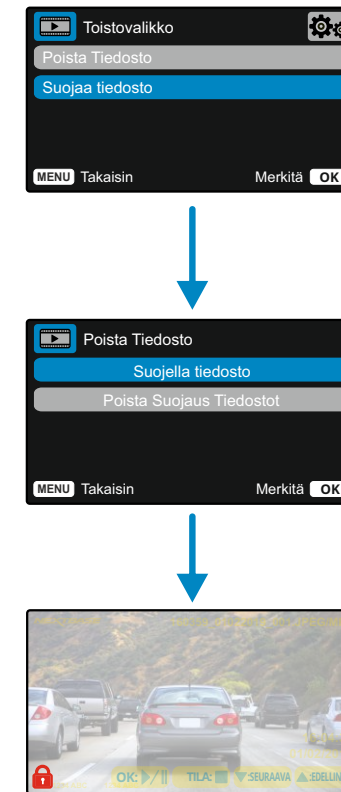 Toistovalikko
Poista Tiedosto
Suojaa tiedosto
MENU Takaisin Merkitä OK
Poista Tiedosto
Suojella tiedosto
Poista Suojaus Tiedostot
MENU Takaisin Merkitä OK
OK: TILA: :SEURAAVA